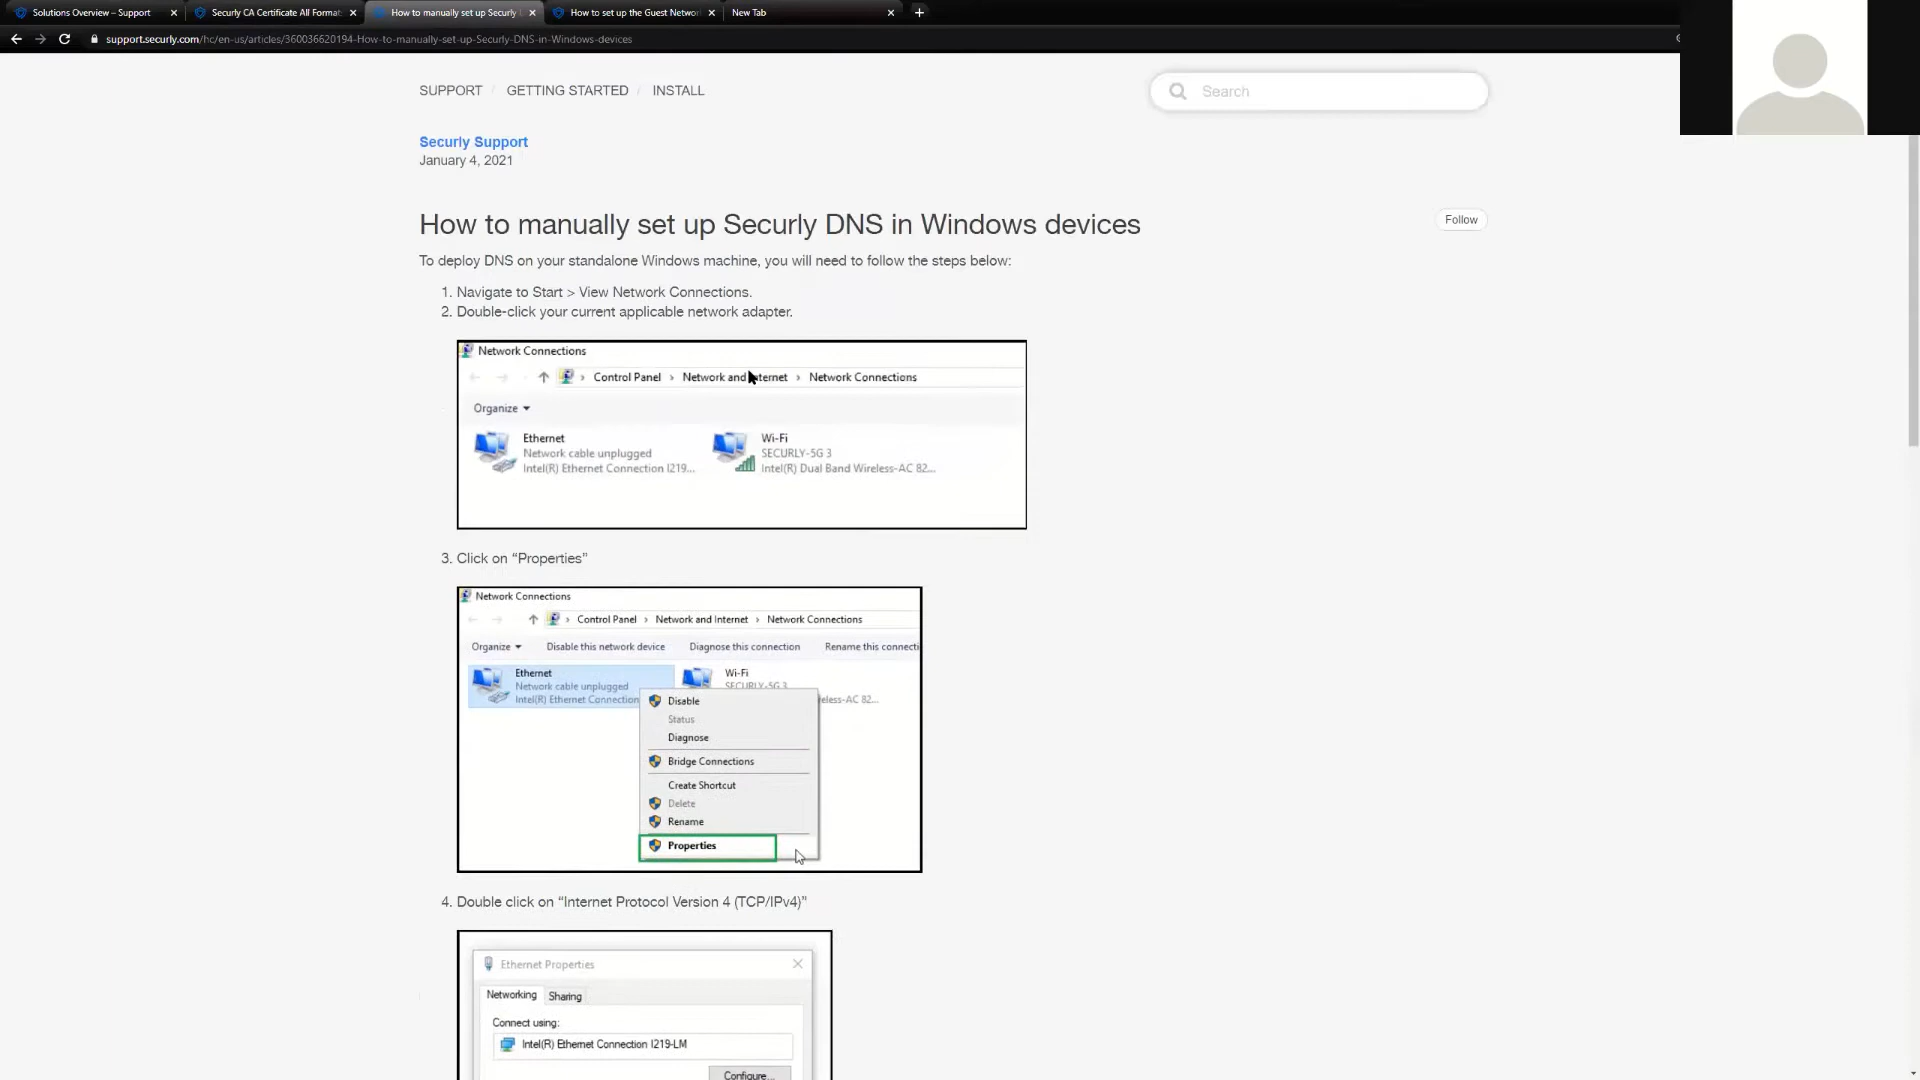 Solutions Overview – Support
Securly CA Certificate All Format
How to manually set up Securly
How to set up the Guest Networ
New Tab
support.securly.com/hc/en-us/articles/360036620194-How-to-manually-set-up-Securly-DNS-in-Windows-devices
SUPPORT / GETTING STARTED / INSTALL
Search
Securly Support
January 4, 2021
How to manually set up Securly DNS in Windows devices
Follow
To deploy DNS on your standalone Windows machine, you will need to follow the steps below:
1. Navigate to Start > View Network Connections.
2. Double-click your current applicable network adapter.
Network Connections
Control Panel > Network and Internet > Network Connections
Organize
Ethernet
Network cable unplugged
Intel(R) Ethernet Connection I219...
Wi-Fi
SECURLY-5G 3
Intel(R) Dual Band Wireless-AC 82...
3. Click on “Properties”
Network Connections
Control Panel > Network and Internet > Network Connections
Organize Disable this network device Diagnose this connection Rename this connecti
Ethernet
Network cable unplugged
Intel(R) Ethernet Connection
Wi-Fi
SECURLY-5G 3
eless-AC 82...
Disable
Status
Diagnose
Bridge Connections
Create Shortcut
Delete
Rename
Properties
4. Double click on “Internet Protocol Version 4 (TCP/IPv4)”
Ethernet Properties
Networking Sharing
Connect using:
Intel(R) Ethernet Connection I219-LM
Configure...